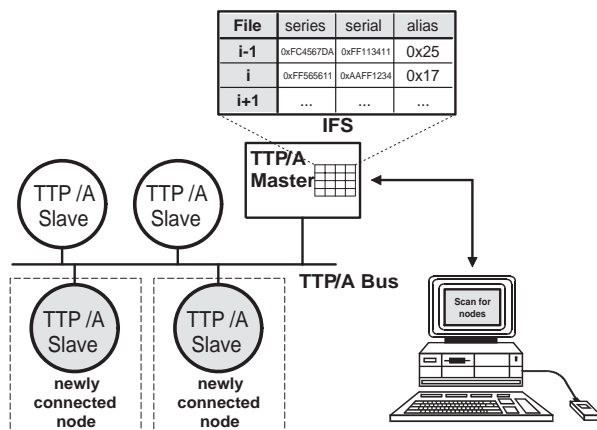 File series serial alias
i-1 0xFC4567DA 0xFF113411 0x25
i 0xFF565611 0xAAFF1234 0x17
i+1 ... ... ...
IFS
TTP/A
Master
TTP /A
Slave
TTP /A
Slave
TTP/A Bus
TTP /A
Slave
TTP /A
Slave
newly
connected
node
newly
connected
node
Scan for
nodes